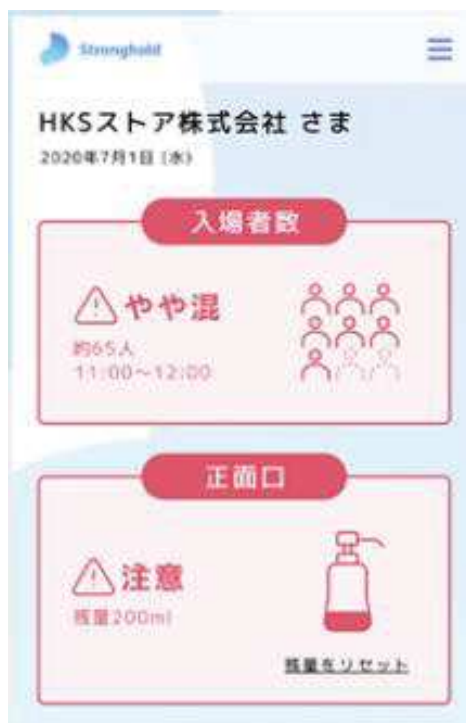 Stronghold
HKSストア株式会社 さま
2020年7月1日 (水)
入場者数
やや混
約65人
11:00～12:00
正面口
注意
残量200ml
残量をリセット